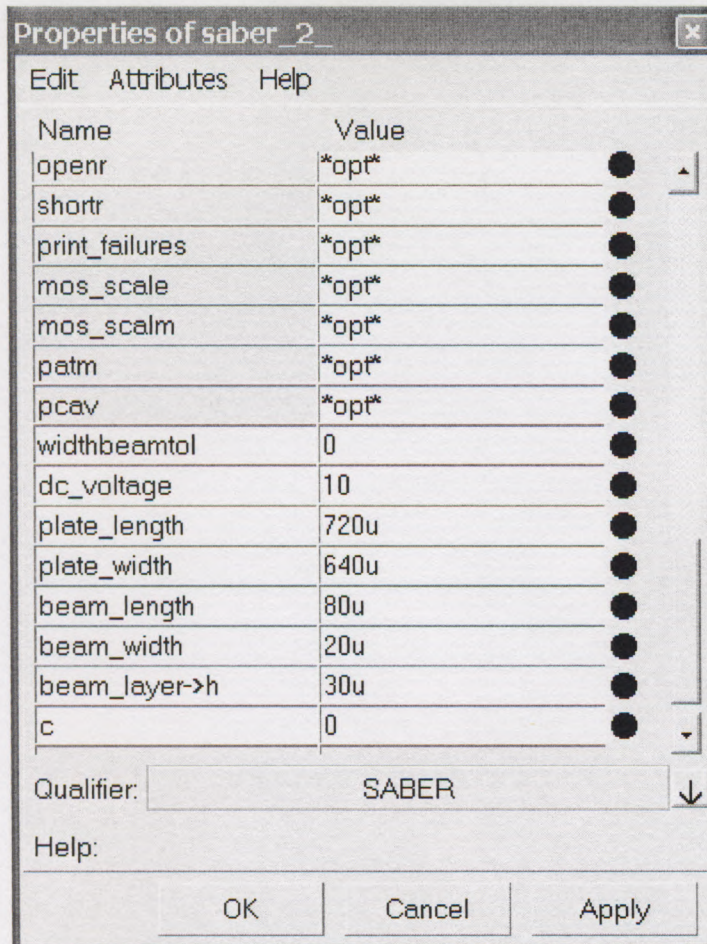 Properties of saber_2_
Edit Attributes Help
Name Value
openr *opt*
shortr *opt*
print_failures *opt*
mos_scale *opt*
mos_scalm *opt*
patm *opt*
pcav *opt*
widthbeamtol 0
dc_voltage 10
plate_length 720u
plate_width 640u
beam_length 80u
beam_width 20u
beam_layer->h 30u
c 0
Qualifier: SABER
Help:
OK Cancel Apply